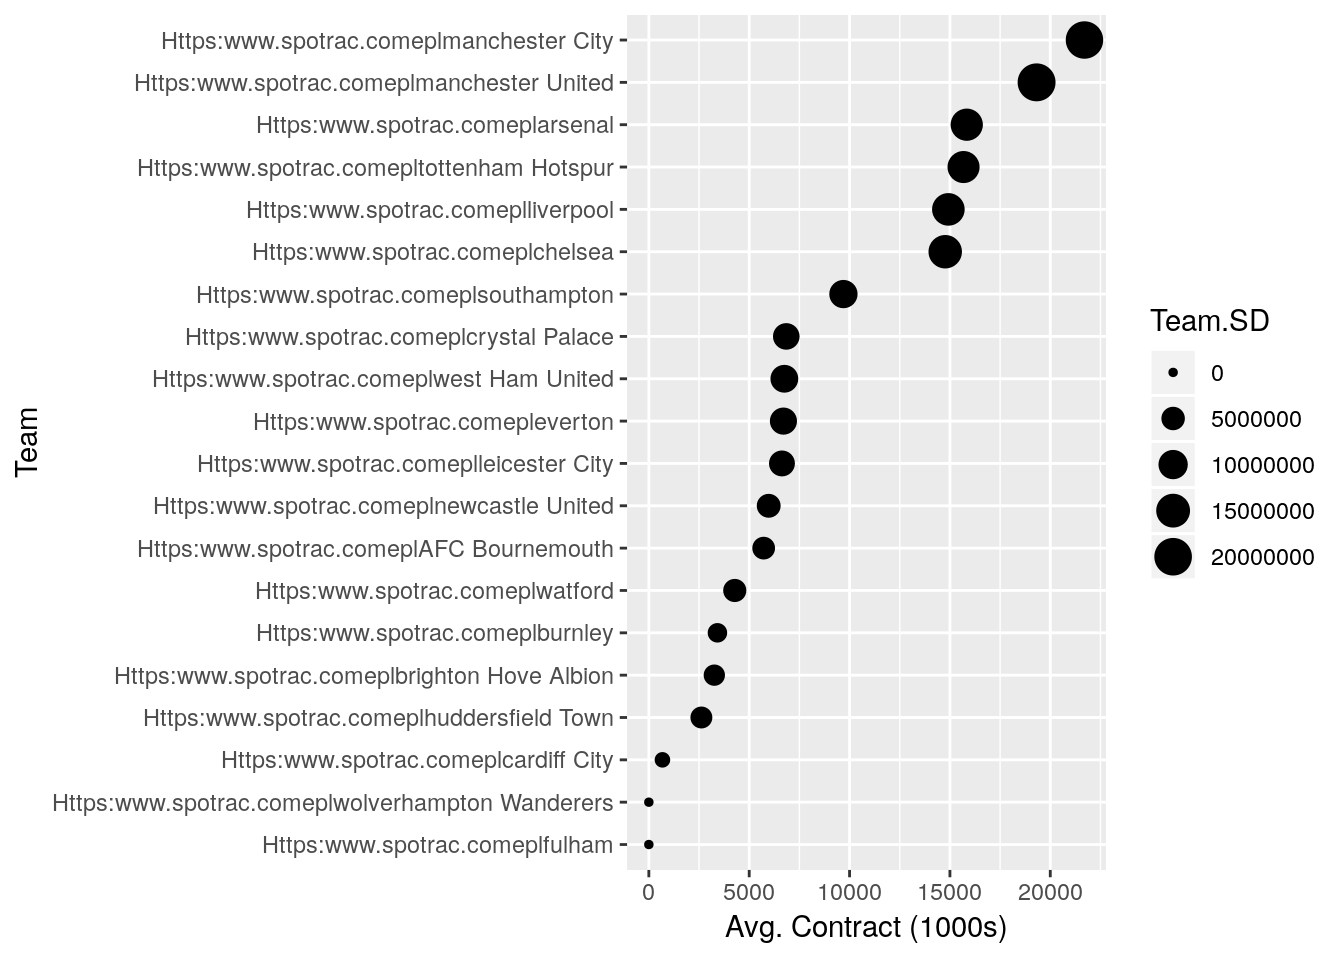 Https:www.spotrac.comeplmanchester City
Https:www.spotrac.comeplmanchester United
Https:www.spotrac.comeplarsenal
Https:www.spotrac.comepltottenham Hotspur
Https:www.spotrac.comeplliverpool
Https:www.spotrac.comeplchelsea
Https:www.spotrac.comeplsouthampton
Https:www.spotrac.comeplcrystal Palace
Https:www.spotrac.comeplwest Ham United
Https:www.spotrac.comepleverton
Https:www.spotrac.comeplleicester City
Https:www.spotrac.comeplnewcastle United
Https:www.spotrac.comeplAFC Bournemouth
Https:www.spotrac.comeplwatford
Https:www.spotrac.comeplburnley
Https:www.spotrac.comeplbrighton Hove Albion
Https:www.spotrac.comeplhuddersfield Town
Https:www.spotrac.comeplcardiff City
Https:www.spotrac.comeplwolverhampton Wanderers
Https:www.spotrac.comeplfulham
Team
0 5000 10000 15000 20000
Avg. Contract (1000s)
Team.SD
0
5000000
10000000
15000000
20000000